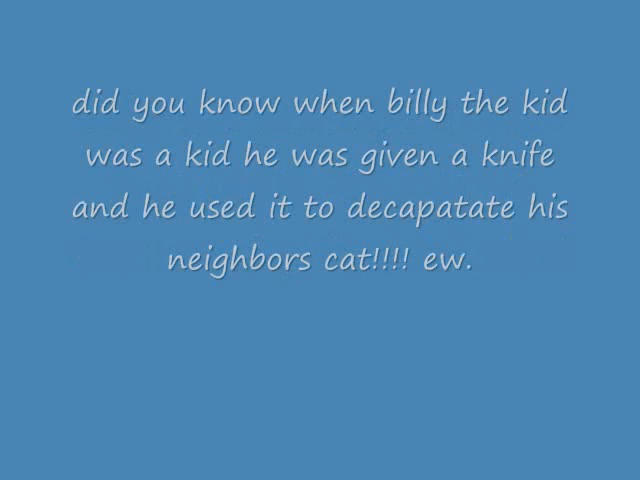 did you know when billy the kid
was a kid he was given a knife
and he used it to decapatate his
neighbors cat!!!! ew.